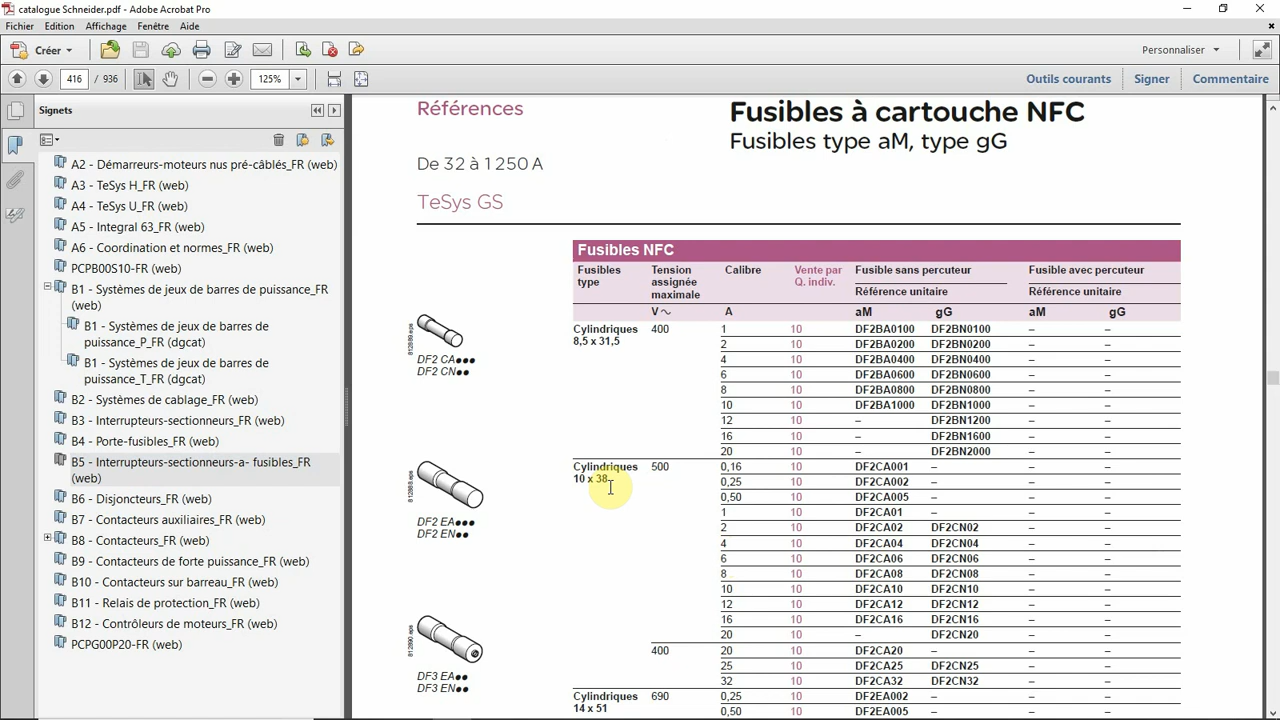 catalogue Schneider.pdf - Adobe Acrobat Pro
Fichier Edition Affichage Fenêtre Aide
Créer
Personnaliser
416 / 936
125%
Outils courants Signer Commentaire
Signets
A2 - Démarreurs-moteurs nus pré-câblés_FR (web)
A3 - TeSys H_FR (web)
A4 - TeSys U_FR (web)
A5 - Integral 63_FR (web)
A6 - Coordination et normes_FR (web)
PCPB00S10-FR (web)
B1 - Systèmes de jeux de barres de puissance_FR
(web)
B1 - Systèmes de jeux de barres de
puissance_P_FR (dgcat)
B1 - Systèmes de jeux de barres de
puissance_T_FR (dgcat)
B2 - Systèmes de cablage_FR (web)
B3 - Interrupteurs-sectionneurs_FR (web)
B4 - Porte-fusibles_FR (web)
B5 - Interrupteurs-sectionneurs-a- fusibles_FR
(web)
B6 - Disjoncteurs_FR (web)
B7 - Contacteurs auxiliaires_FR (web)
B8 - Contacteurs_FR (web)
B9 - Contacteurs de forte puissance_FR (web)
B10 - Contacteurs sur barreau_FR (web)
B11 - Relais de protection_FR (web)
B12 - Contrôleurs de moteurs_FR (web)
PCPG00P20-FR (web)
Références
Fusibles à cartouche NFC
Fusibles type aM, type gG
De 32 à 1 250 A
TeSys GS
812889.eps
DF2 CA●●●
DF2 CN●●
812888.eps
DF2 EA●●●
DF2 EN●●
812890.eps
DF3 EA●●
DF3 EN●●
Fusibles NFC
Fusibles Tension Calibre Vente par Fusible sans percuteur Fusible avec percuteur
type assignée Q. indiv. Référence unitaire Référence unitaire
maximale
V ~ A aM gG aM gG
Cylindriques 400 1 10 DF2BA0100 DF2BN0100 – –
8,5 x 31,5
2 10 DF2BA0200 DF2BN0200 – –
4 10 DF2BA0400 DF2BN0400 – –
6 10 DF2BA0600 DF2BN0600 – –
8 10 DF2BA0800 DF2BN0800 – –
10 10 DF2BA1000 DF2BN1000 – –
12 10 – DF2BN1200 – –
16 10 – DF2BN1600 – –
20 10 – DF2BN2000 – –
Cylindriques 500 0,16 10 DF2CA001 – – –
10 x 38
0,25 10 DF2CA002 – – –
0,50 10 DF2CA005 – – –
1 10 DF2CA01 – – –
2 10 DF2CA02 DF2CN02 – –
4 10 DF2CA04 DF2CN04 – –
6 10 DF2CA06 DF2CN06 – –
8 10 DF2CA08 DF2CN08 – –
10 10 DF2CA10 DF2CN10 – –
12 10 DF2CA12 DF2CN12 – –
16 10 DF2CA16 DF2CN16 – –
20 10 – DF2CN20 – –
400 20 10 DF2CA20 – – –
25 10 DF2CA25 DF2CN25 – –
32 10 DF2CA32 DF2CN32 – –
Cylindriques 690 0,25 10 DF2EA002 – – –
14 x 51
0,50 10 DF2EA005 – – –